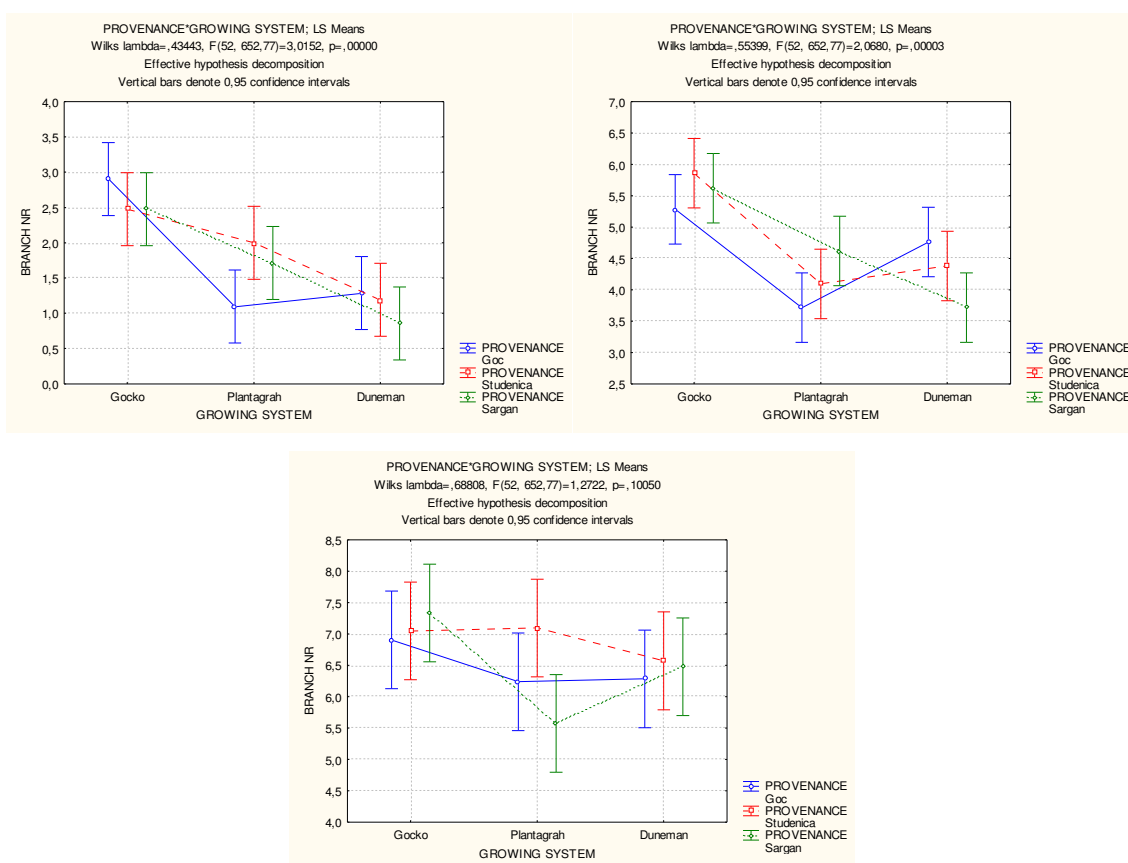 PROVENANCE*GROWING SYSTEM; LS Means
Wilks lambda=,43443, F(52, 652,77)=3,0152, p=,00000
Effective hypothesis decomposition
Vertical bars denote 0,95 confidence intervals
4,0
3,5
3,0
2,5
2,0
1,5
1,0
0,5
0,0
BRANCH NR
Gocko Plantagrah Duneman
GROWING SYSTEM
PROVENANCE
Goc
PROVENANCE
Studenica
PROVENANCE
Sargan
PROVENANCE*GROWING SYSTEM; LS Means
Wilks lambda=,55399, F(52, 652,77)=2,0680, p=,00003
Effective hypothesis decomposition
Vertical bars denote 0,95 confidence intervals
7,0
6,5
6,0
5,5
5,0
4,5
4,0
3,5
3,0
2,5
BRANCH NR
Gocko Plantagrah Duneman
GROWING SYSTEM
PROVENANCE
Goc
PROVENANCE
Studenica
PROVENANCE
Sargan
PROVENANCE*GROWING SYSTEM; LS Means
Wilks lambda=,68808, F(52, 652,77)=1,2722, p=,10050
Effective hypothesis decomposition
Vertical bars denote 0,95 confidence intervals
8,5
8,0
7,5
7,0
6,5
6,0
5,5
5,0
4,5
4,0
BRANCH NR
Gocko Plantagrah Duneman
GROWING SYSTEM
PROVENANCE
Goc
PROVENANCE
Studenica
PROVENANCE
Sargan